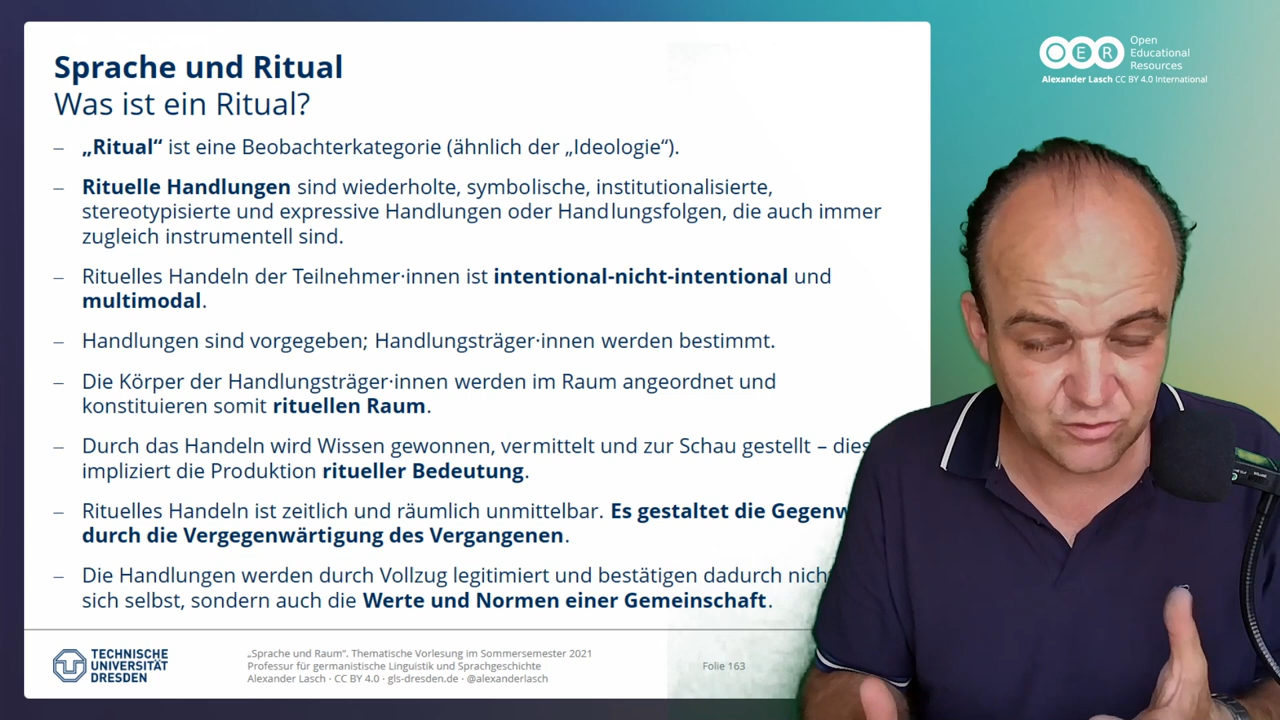 Sprache und Ritual
Was ist ein Ritual?
– „Ritual“ ist eine Beobachterkategorie (ähnlich der „Ideologie“).
– Rituelle Handlungen sind wiederholte, symbolische, institutionalisierte,
stereotypisierte und expressive Handlungen oder Handlungsfolgen, die auch immer
zugleich instrumentell sind.
– Rituelles Handeln der Teilnehmer·innen ist intentional-nicht-intentional und
multimodal.
– Handlungen sind vorgegeben; Handlungsträger·innen werden bestimmt.
– Die Körper der Handlungsträger·innen werden im Raum angeordnet und
konstituieren somit rituellen Raum.
– Durch das Handeln wird Wissen gewonnen, vermittelt und zur Schau gestellt – dies
impliziert die Produktion ritueller Bedeutung.
– Rituelles Handeln ist zeitlich und räumlich unmittelbar. Es gestaltet die
durch die Vergegenwärtigung des Vergangenen.
– Die Handlungen werden durch Vollzug legitimiert und bestätigen dadurch
sich selbst, sondern auch die Werte und Normen einer Gemeinschaft.
TECHNISCHE
UNIVERSITÄT
DRESDEN
„Sprache und Raum“. Thematische Vorlesung im Sommersemester 2021
Professur für germanistische Linguistik und Sprachgeschichte
Alexander Lasch · CC BY 4.0 · gls-dresden.de · @alexanderlasch
Folie 163
OER
Open
Educational
Resources
Alexander Lasch CC BY 4.0 International